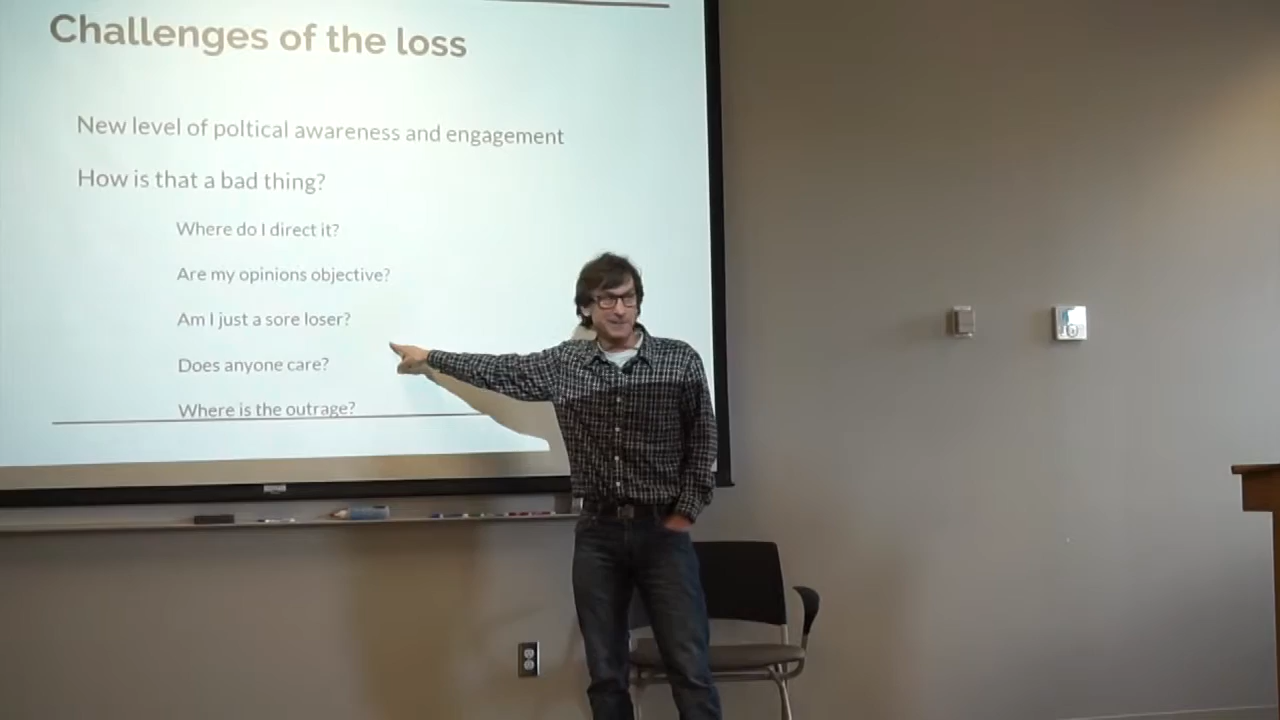 Challenges of the loss
New level of poltical awareness and engagement
How is that a bad thing?
Where do I direct it?
Are my opinions objective?
Am I just a sore loser?
Does anyone care?
Where is the outrage?